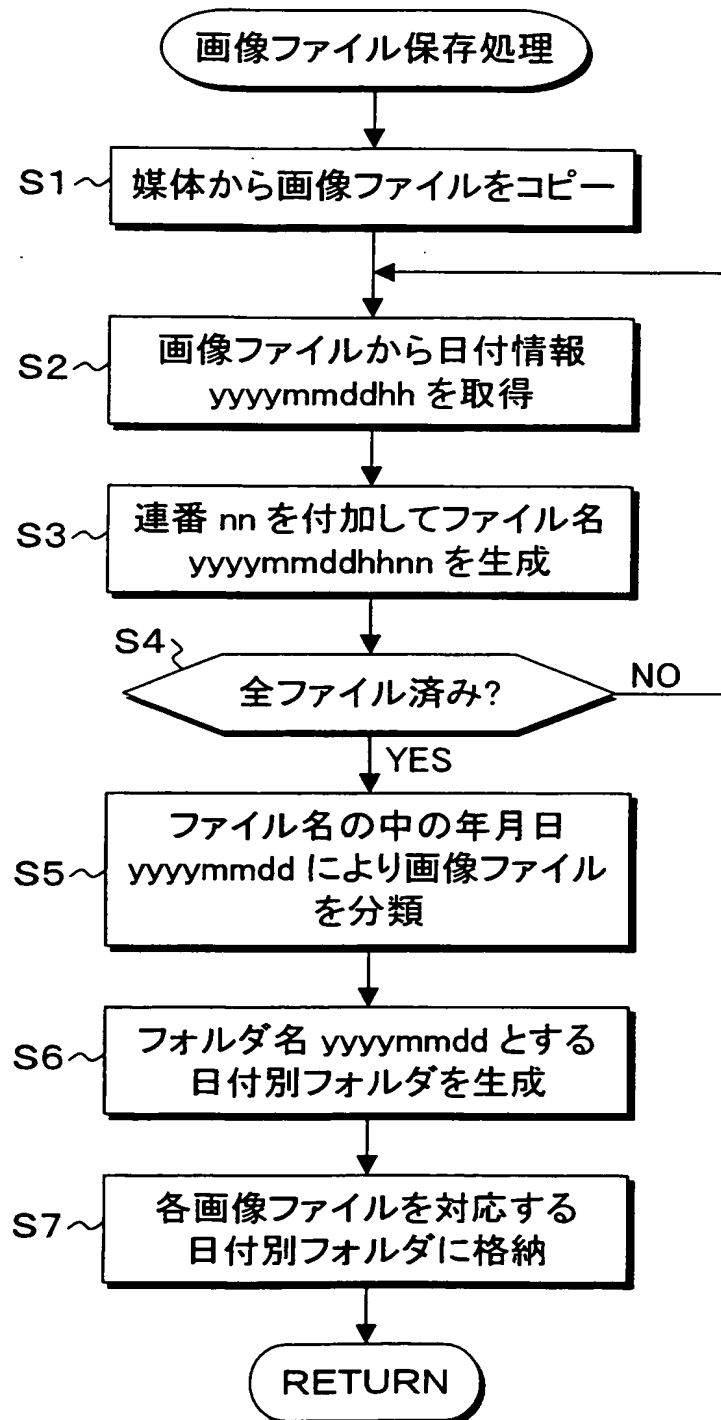 画像ファイル保存処理
S1
媒体から画像ファイルをコピー
S2
画像ファイルから日付情報
yyyymmddhh を取得
S3
連番 nn を付加してファイル名
yyyymmddhhnn を生成
S4
全ファイル済み?
NO
YES
S5
ファイル名の中の年月日
yyyymmdd により画像ファイル
を分類
S6
フォルダ名 yyyymmdd とする
日付別フォルダを生成
S7
各画像ファイルを対応する
日付別フォルダに格納
RETURN